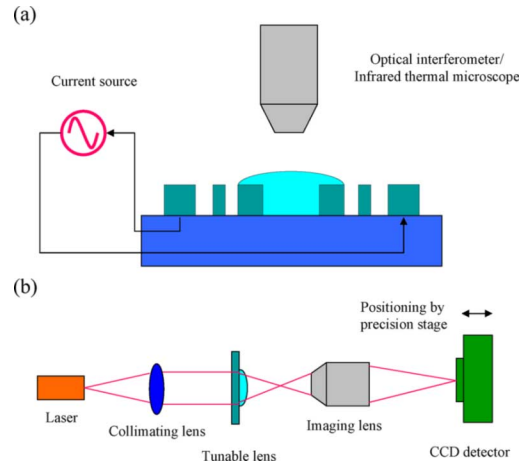 (a)
Optical interferometer/
Infrared thermal microscope
Current source
(b)
Positioning by
precision stage
Laser
Collimating lens
Tunable lens
Imaging lens
CCD detector